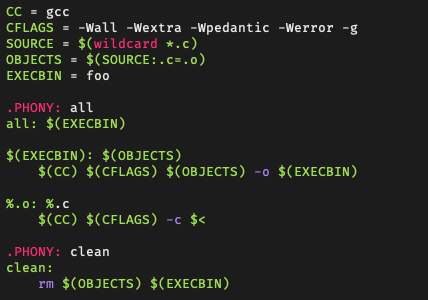 CC = gcc
CFLAGS = -Wall -Wextra -Wpedantic -Werror -g
SOURCE = $(wildcard *.c)
OBJECTS = $(SOURCE:.c=.o)
EXECBIN = foo

.PHONY: all
all: $(EXECBIN)

$(EXECBIN): $(OBJECTS)
    $(CC) $(CFLAGS) $(OBJECTS) -o $(EXECBIN)

%.o: %.c
    $(CC) $(CFLAGS) -c $<

.PHONY: clean
clean:
    rm $(OBJECTS) $(EXECBIN)